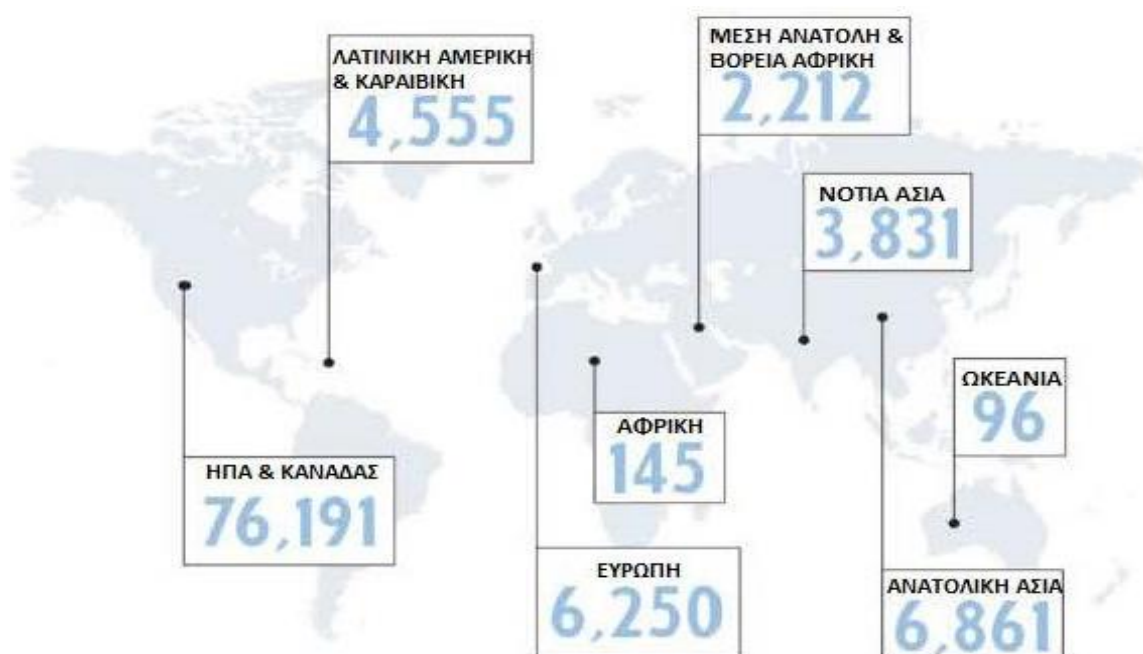 ΛΑΤΙΝΙΚΗ ΑΜΕΡΙΚΗ
& ΚΑΡΑΙΒΙΚΗ
4,555
ΜΕΣΗ ΑΝΑΤΟΛΗ &
ΒΟΡΕΙΑ ΑΦΡΙΚΗ
2,212
ΝΟΤΙΑ ΑΣΙΑ
3,831
ΩΚΕΑΝΙΑ
96
ΑΦΡΙΚΗ
145
ΗΠΑ & ΚΑΝΑΔΑΣ
76,191
ΕΥΡΩΠΗ
6,250
ΑΝΑΤΟΛΙΚΗ ΑΣΙΑ
6,861